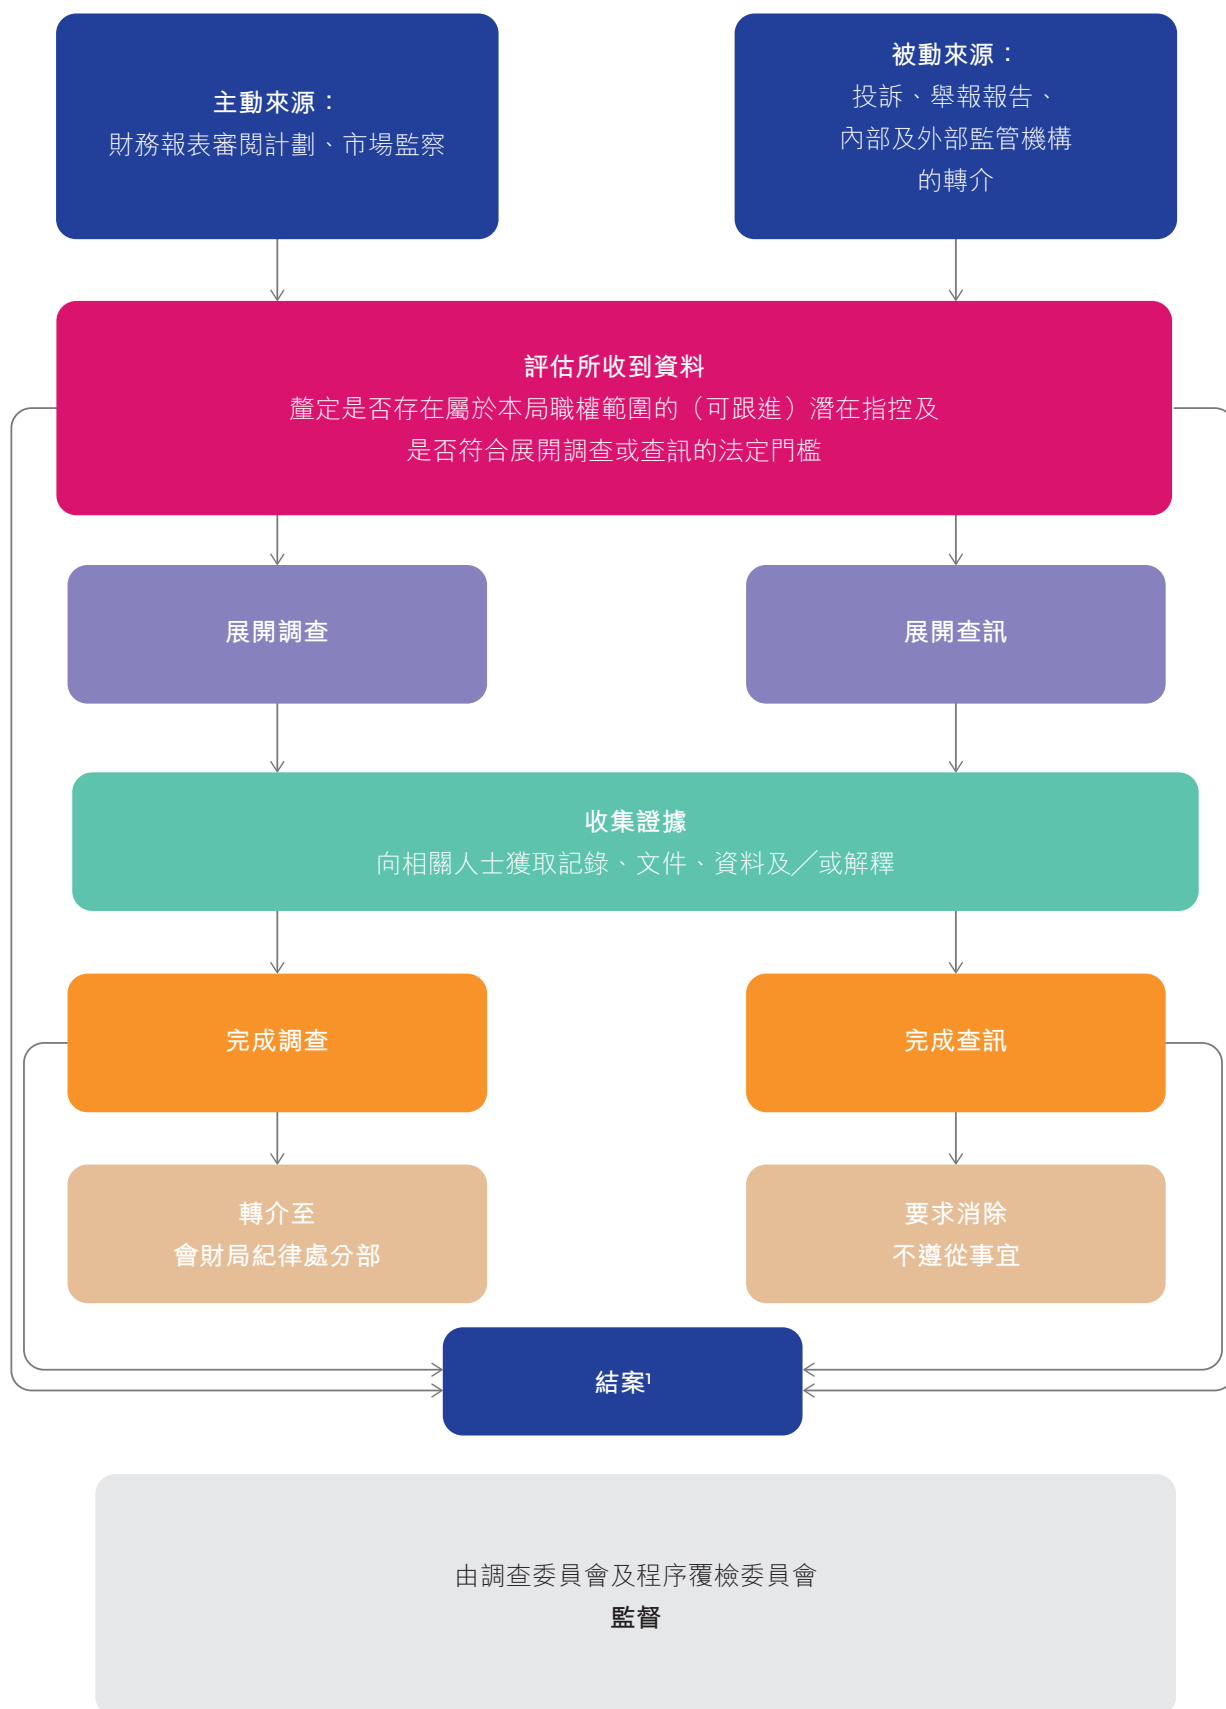 主動來源：
財務報表審閱計劃、市場監察
被動來源：
投訴、舉報報告、
內部及外部監管機構
的轉介
評估所收到資料
釐定是否存在屬於本局職權範圍的（可跟進）潛在指控及
是否符合展開調查或查訊的法定門檻
展開調查
展開查訊
收集證據
向相關人士獲取記錄、文件、資料及╱或解釋
完成調查
完成查訊
轉介至
會財局紀律處分部
要求消除
不遵從事宜
結案¹
由調查委員會及程序覆檢委員會
監督